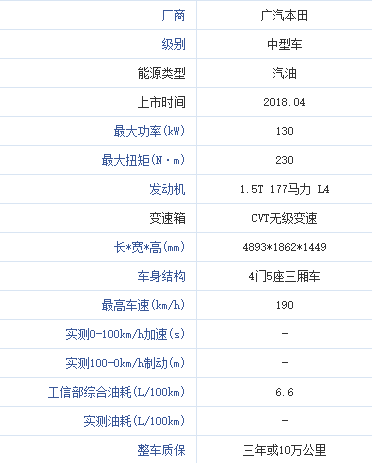 厂商 广汽本田
级别 中型车
能源类型 汽油
上市时间 2018.04
最大功率(kW) 130
最大扭矩(N·m) 230
发动机 1.5T 177马力 L4
变速箱 CVT无级变速
长*宽*高(mm) 4893*1862*1449
车身结构 4门5座三厢车
最高车速(km/h) 190
实测0-100km/h加速(s) -
实测100-0km/h制动(m) -
工信部综合油耗(L/100km) 6.6
实测油耗(L/100km) -
整车质保 三年或10万公里